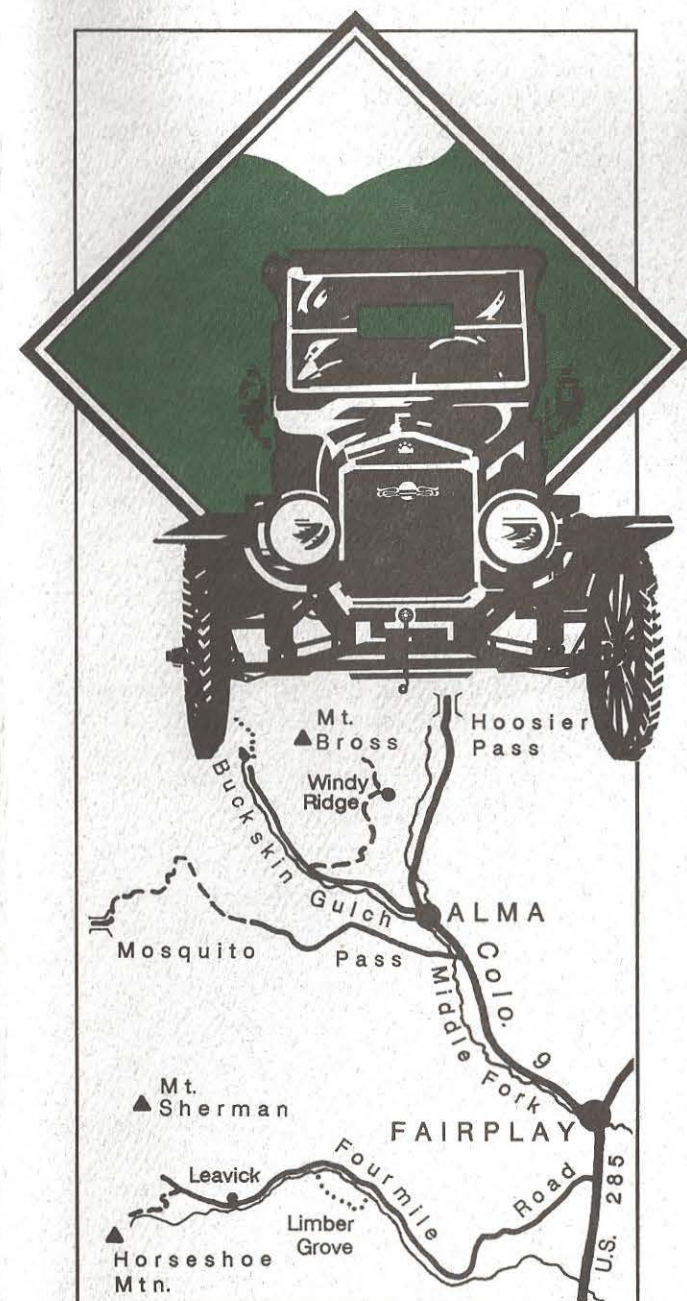 Mt.
Bross
Hoosier
Pass
Windy
Ridge
Buckskin Gulch
ALMA
Mosquito Pass
Colo. 9
Middle Fork
Mt.
Sherman
FAIRPLAY
Leavick
Fourmile Road
U.S. 285
Limber
Grove
Horseshoe
Mtn.